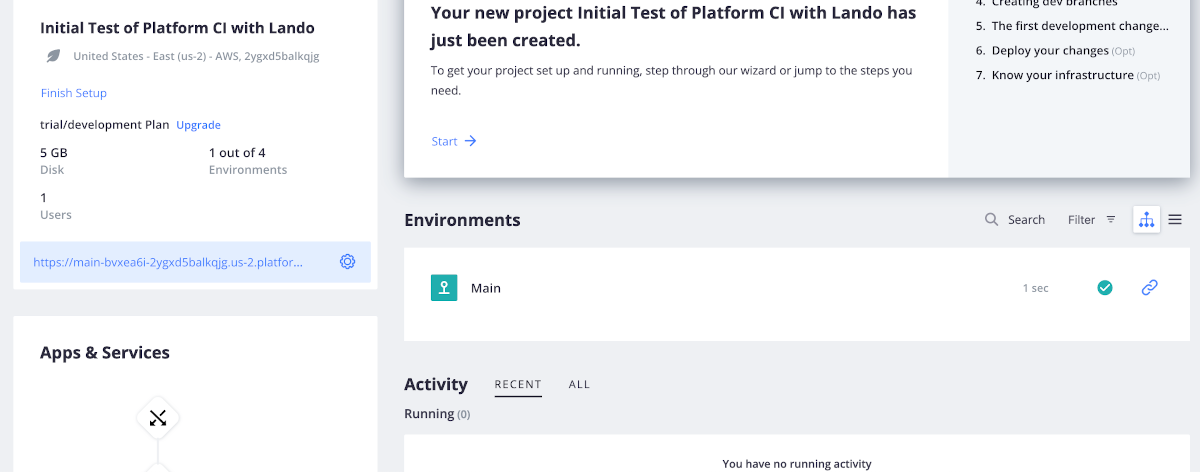 Initial Test of Platform CI with Lando
United States - East (us-2) - AWS, 2ygxd5balkqjg
Finish Setup
trial/development Plan Upgrade
5 GB
Disk
1 out of 4
Environments
1
Users
https://main-bvxea6i-2ygxd5balkqjg.us-2.platfor...
Apps & Services
Your new project Initial Test of Platform CI with Lando has
just been created.
To get your project set up and running, step through our wizard or jump to the steps you
need.
Start
4. Creating dev branches
5. The first development change...
6. Deploy your changes (Opt)
7. Know your infrastructure (Opt)
Environments
Search
Filter
Main
1 sec
Activity
RECENT
ALL
Running (0)
You have no running activity